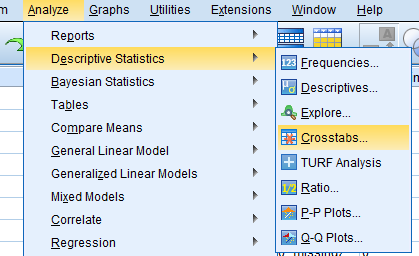 Analyze Graphs Utilities Extensions Window Help
Reports
Descriptive Statistics
Bayesian Statistics
Tables
Compare Means
General Linear Model
Generalized Linear Models
Mixed Models
Correlate
Regression
Frequencies...
Descriptives...
Explore...
Crosstabs...
TURF Analysis
Ratio...
P-P Plots...
Q-Q Plots...